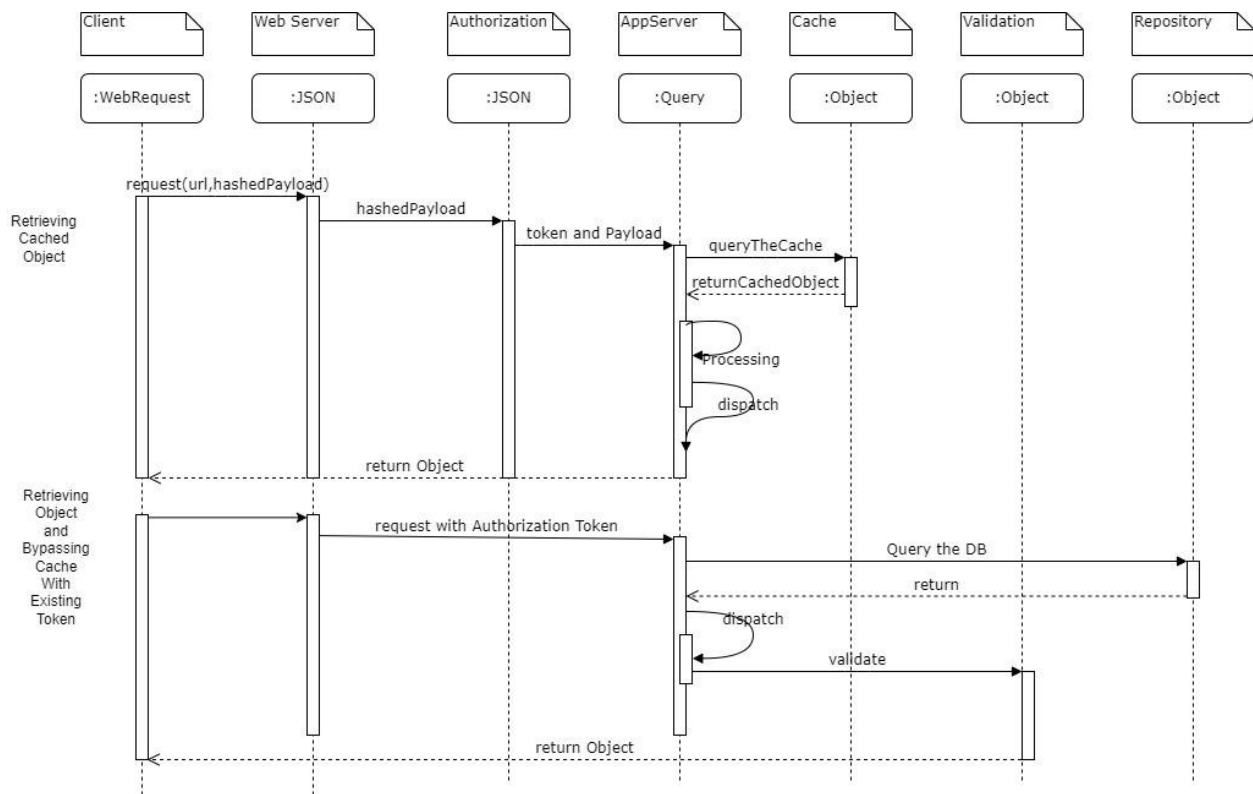 Client
Web Server
Authorization
AppServer
Cache
Validation
Repository
:WebRequest
:JSON
:JSON
:Query
:Object
:Object
:Object
Retrieving
Cached
Object
request(url,hashedPayload)
hashedPayload
token and Payload
queryTheCache
returnCachedObject
Processing
dispatch
return Object
Retrieving
Object
and
Bypassing
Cache
With
Existing
Token
request with Authorization Token
Query the DB
return
dispatch
validate
return Object